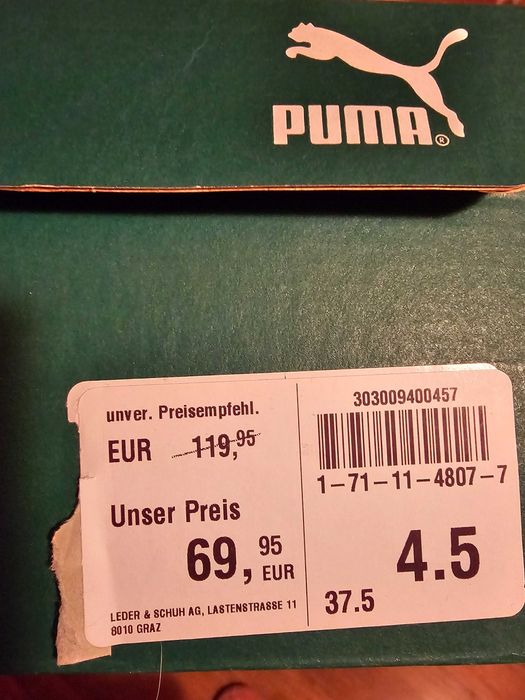 PUMA®
unver. Preisempfehl.
EUR 119,95
Unser Preis
69,95 EUR
LEDER & SCHUH AG, LASTENSTRASSE 11
8010 GRAZ
303009400457
1-71-11-4807-7
4.5
37.5